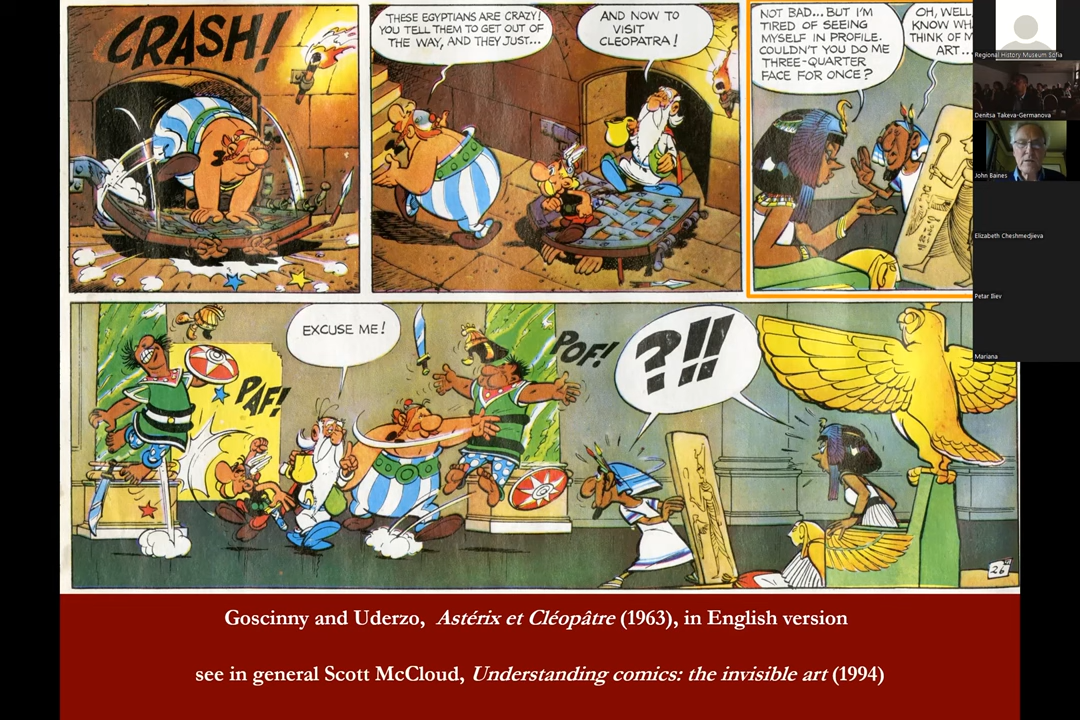 CRASH!
THESE EGYPTIANS ARE CRAZY!
YOU TELL THEM TO GET OUT OF
THE WAY, AND THEY JUST...
AND NOW TO
VISIT
CLEOPATRA!
NOT BAD... BUT I'M
TIRED OF SEEING
MYSELF IN PROFILE.
COULDN'T YOU DO ME
THREE-QUARTER
FACE FOR ONCE?
OH, WELL,
KNOW
THINK OF
ART...
PAF!
EXCUSE ME!
POF!
?!!
26
Goscinny and Uderzo, Astérix et Cléopâtre (1963), in English version
see in general Scott McCloud, Understanding comics: the invisible art (1994)
Regional History Museum Sofia
Denitsa Takeva-Germanova
John Baines
Elizabeth Cheshmedjieva
Petar Iliev
Mariana